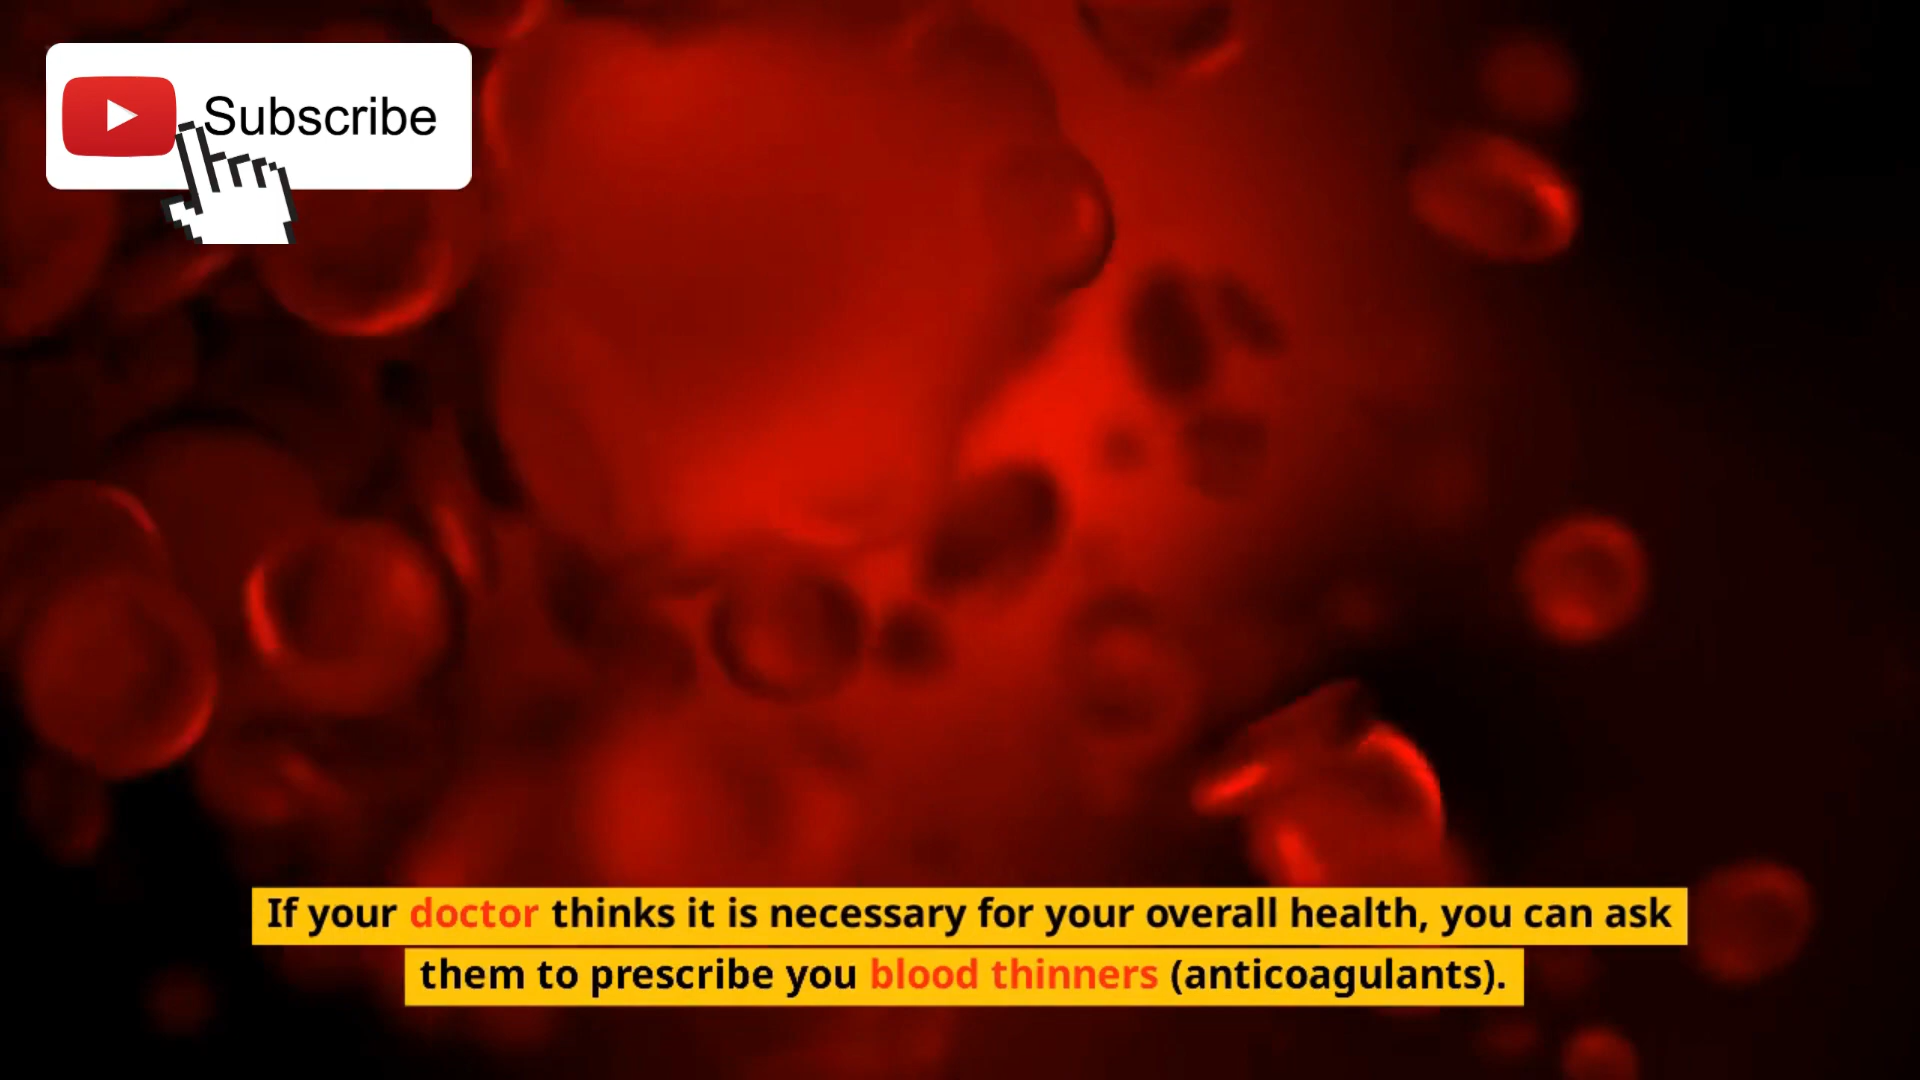 Subscribe
If your doctor thinks it is necessary for your overall health, you can ask
them to prescribe you blood thinners (anticoagulants).